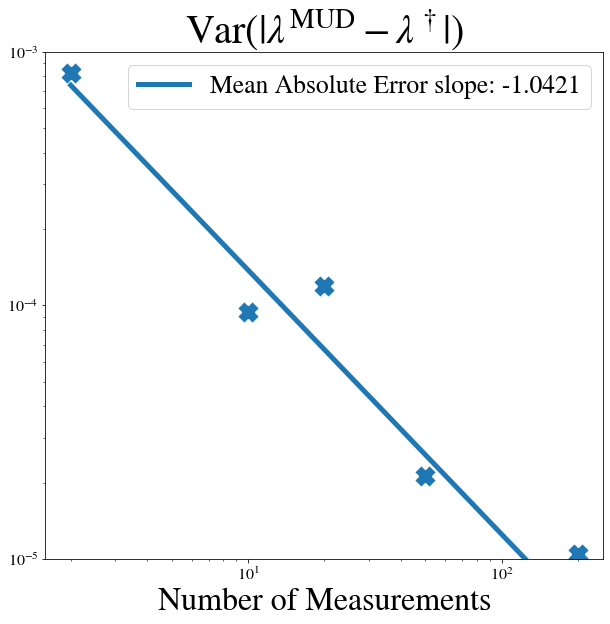 Var(|λ^MUD − λ^†|)
Mean Absolute Error slope: -1.0421
10^−3
10^−4
10^−5
10^1
10^2
Number of Measurements